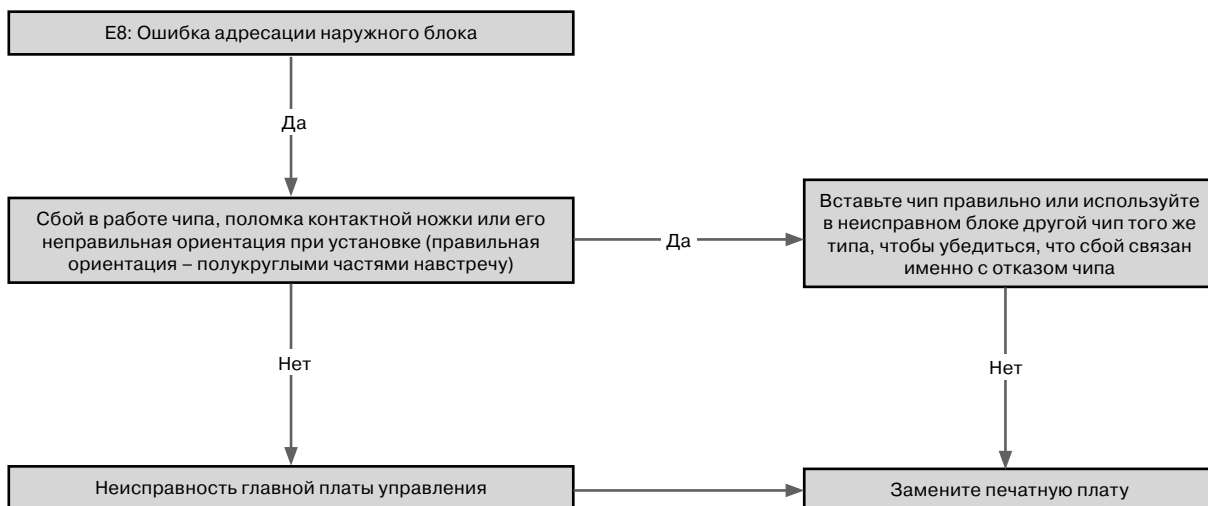 E8: Ошибка адресации наружного блока
Да
Сбой в работе чипа, поломка контактной ножки или его
неправильная ориентация при установке (правильная
ориентация – полукруглыми частями навстречу)
Да
Вставьте чип правильно или используйте
в неисправном блоке другой чип того же
типа, чтобы убедиться, что сбой связан
именно с отказом чипа
Нет
Нет
Неисправность главной платы управления
Замените печатную плату